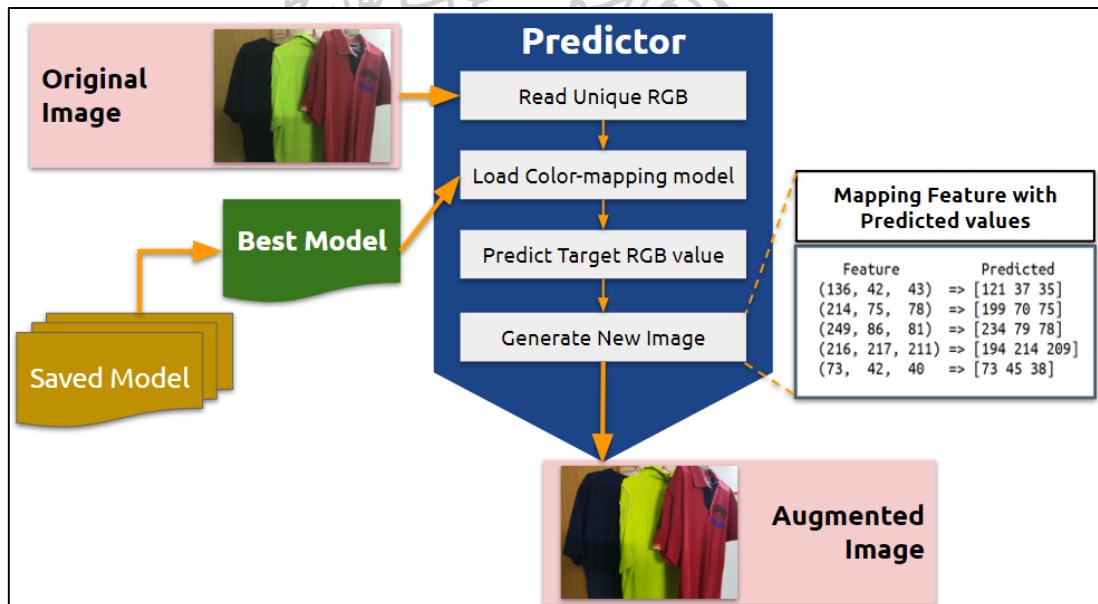 Predictor
Original
Image
Read Unique RGB
Load Color-mapping model
Best Model
Predict Target RGB value
Saved Model
Generate New Image
Mapping Feature with
Predicted values
Feature Predicted
(136, 42, 43) => [121 37 35]
(214, 75, 78) => [199 70 75]
(249, 86, 81) => [234 79 78]
(216, 217, 211) => [194 214 209]
(73, 42, 40 => [73 45 38]
Augmented
Image